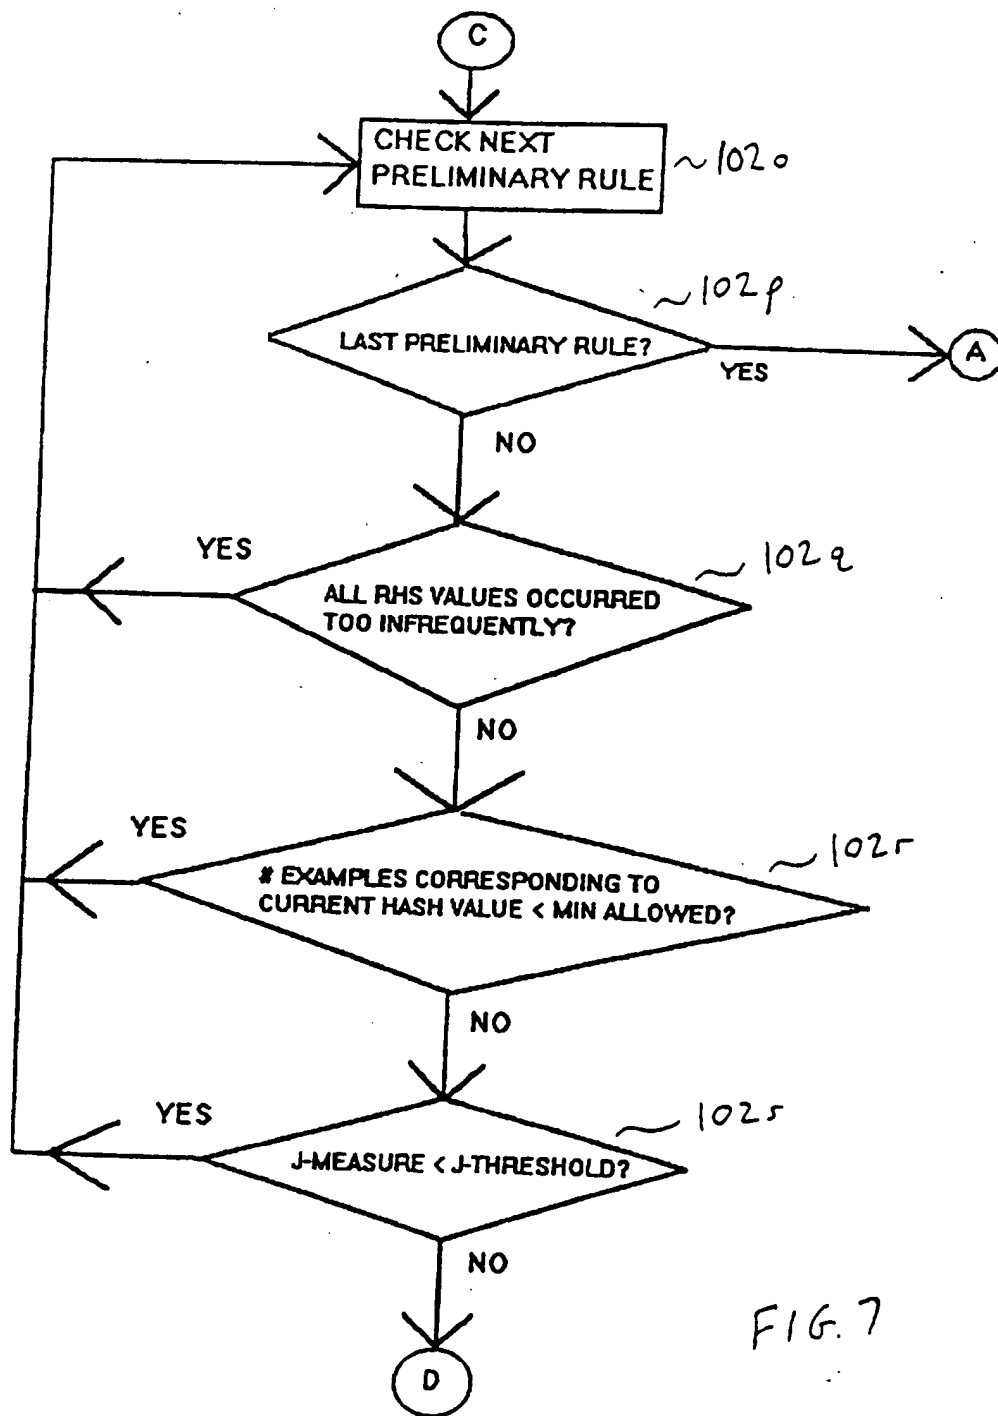 C
CHECK NEXT
PRELIMINARY RULE
~102o
~102p
LAST PRELIMINARY RULE?
YES
A
NO
YES
~102q
ALL RHS VALUES OCCURRED
TOO INFREQUENTLY?
NO
YES
~102r
# EXAMPLES CORRESPONDING TO
CURRENT HASH VALUE < MIN ALLOWED?
NO
YES
~102s
J-MEASURE < J-THRESHOLD?
NO
D
FIG. 7